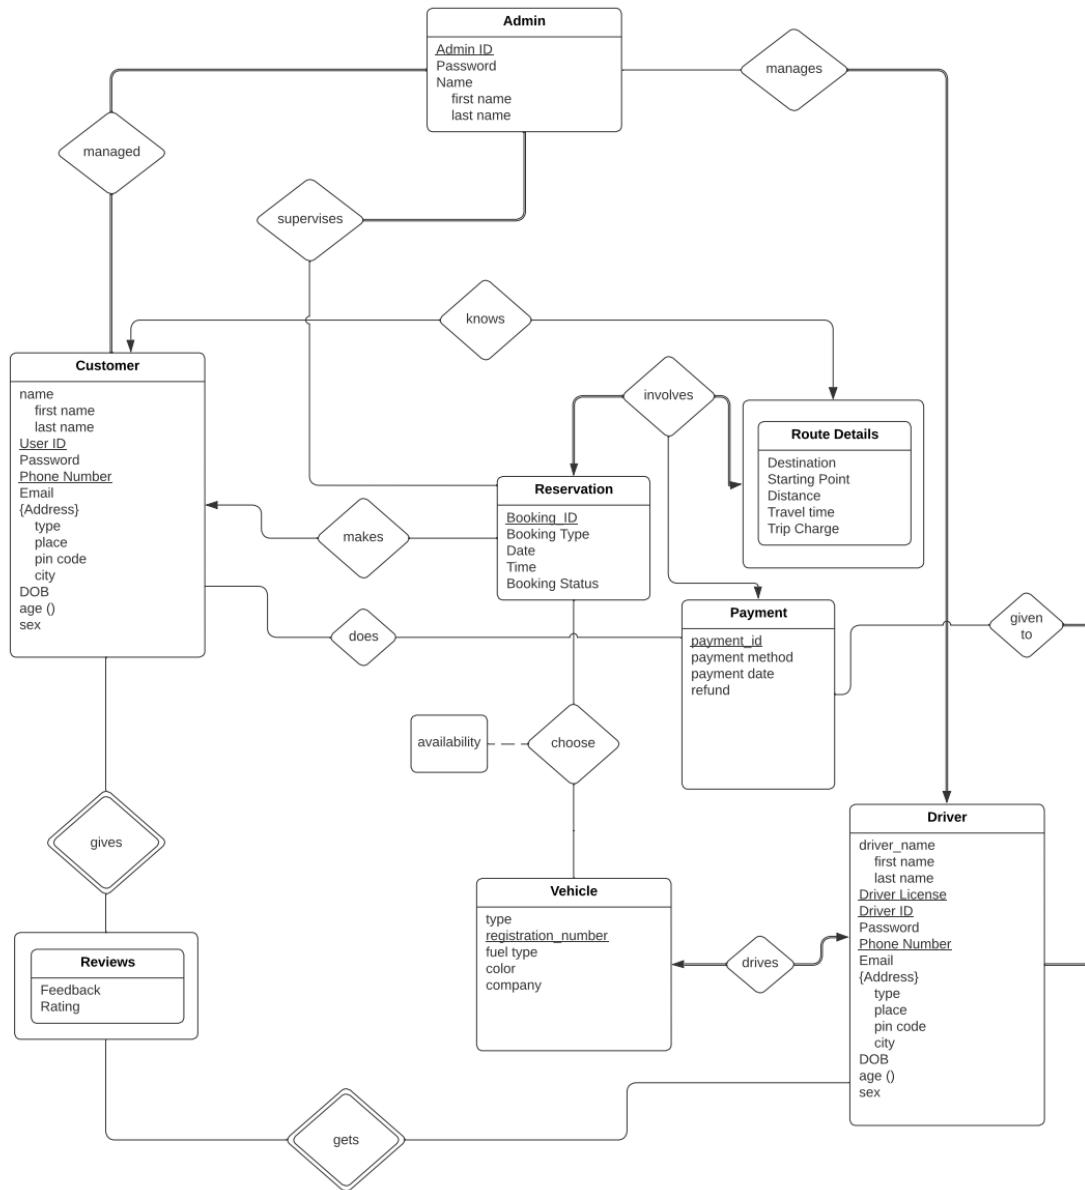 Admin
Admin ID
Password
Name
first name
last name
manages
managed
supervises
knows
Customer
name
first name
last name
User ID
Password
Phone Number
Email
{Address}
type
place
pin code
city
DOB
age ()
sex
involves
Route Details
Destination
Starting Point
Distance
Travel time
Trip Charge
Reservation
Booking_ID
Booking Type
Date
Time
Booking Status
makes
does
Payment
payment_id
payment method
payment date
refund
given
to
availability
choose
gives
Vehicle
type
registration_number
fuel type
color
company
drives
Driver
driver_name
first name
last name
Driver License
Driver ID
Password
Phone Number
Email
{Address}
type
place
pin code
city
DOB
age ()
sex
Reviews
Feedback
Rating
gets